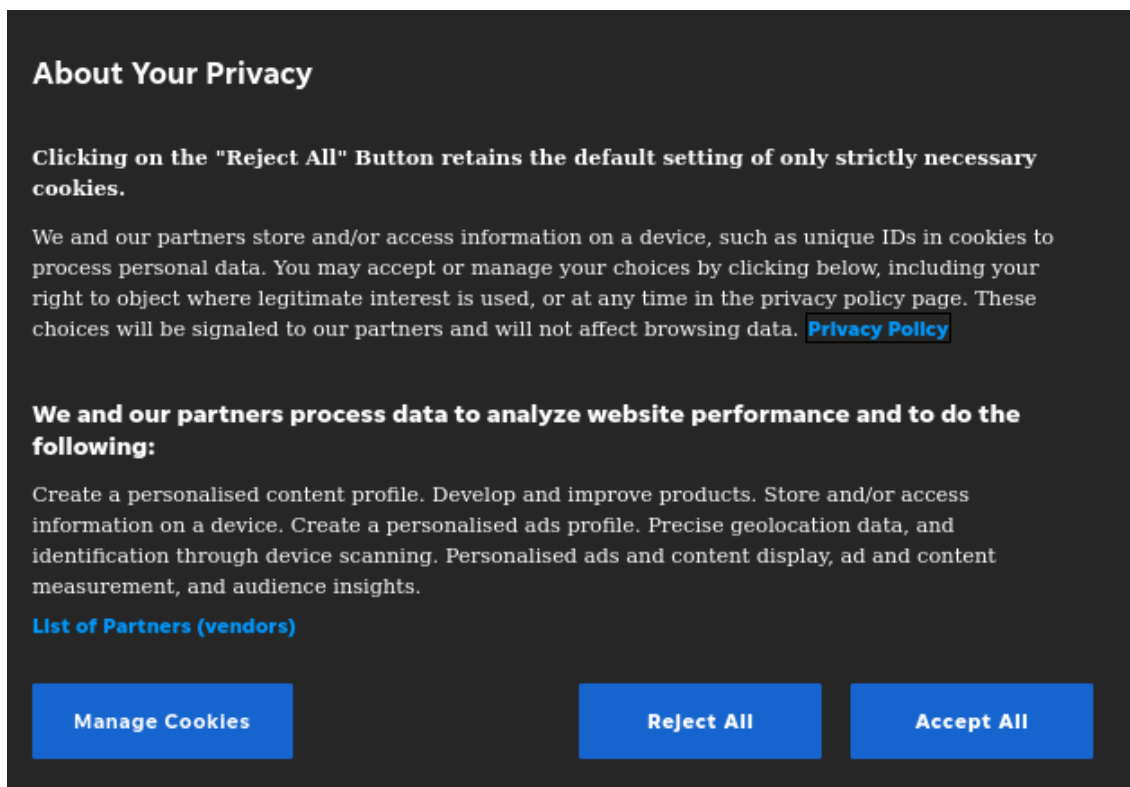 About Your Privacy
Clicking on the "Reject All" Button retains the default setting of only strictly necessary
cookies.
We and our partners store and/or access information on a device, such as unique IDs in cookies to
process personal data. You may accept or manage your choices by clicking below, including your
right to object where legitimate interest is used, or at any time in the privacy policy page. These
choices will be signaled to our partners and will not affect browsing data. Privacy Policy
We and our partners process data to analyze website performance and to do the
following:
Create a personalised content profile. Develop and improve products. Store and/or access
information on a device. Create a personalised ads profile. Precise geolocation data, and
identification through device scanning. Personalised ads and content display, ad and content
measurement, and audience insights.
List of Partners (vendors)
Manage Cookies
Reject All
Accept All